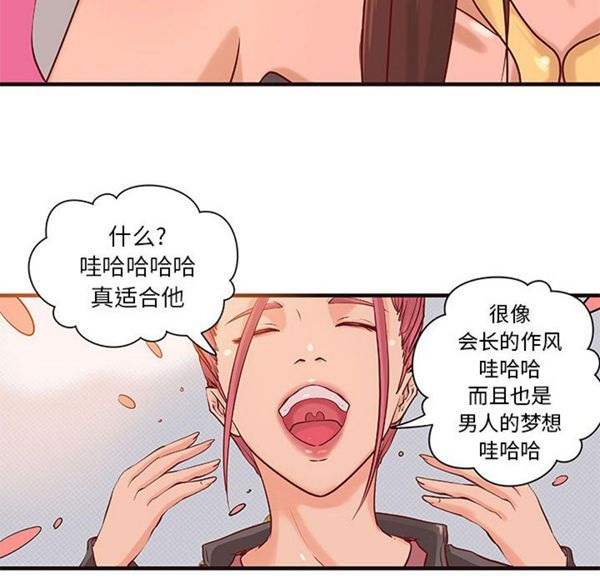 什么?
哇哈哈哈哈
真适合他
很像
会长的作风
哇哈哈
而且也是
男人的梦想
哇哈哈